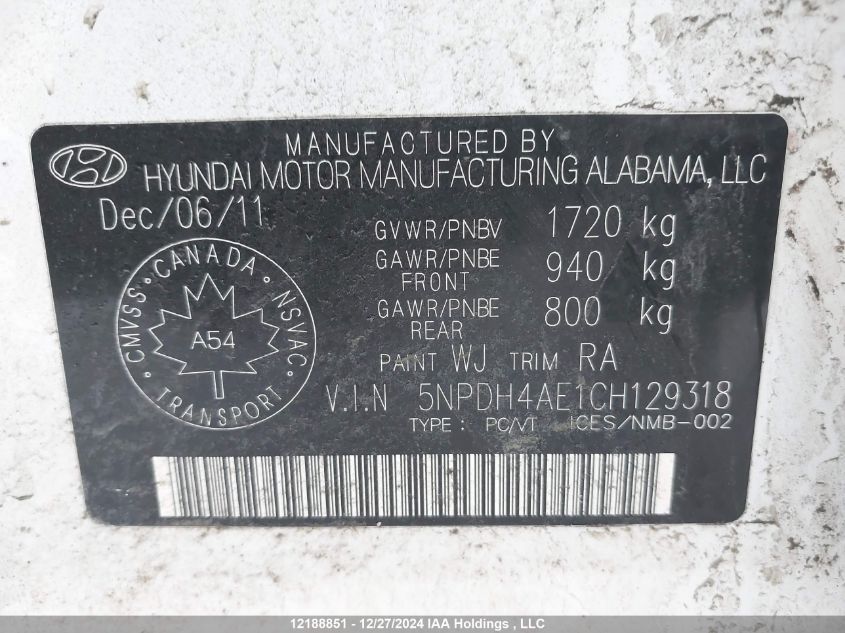 MANUFACTURED BY
HYUNDAI MOTOR MANUFACTURING ALABAMA, LLC
Dec/06/11
GVWR/PNBV 1720 kg
GAWR/PNBE FRONT 940 kg
GAWR/PNBE REAR 800 kg
PAINT WJ TRIM RA
V.I.N 5NPDH4AE1CH129318
TYPE : PC/VT ICES/NMB-002
CMVSS • CANADA • NSVAC • TRANSPORT •
A54
12188851 - 12/27/2024 IAA Holdings , LLC